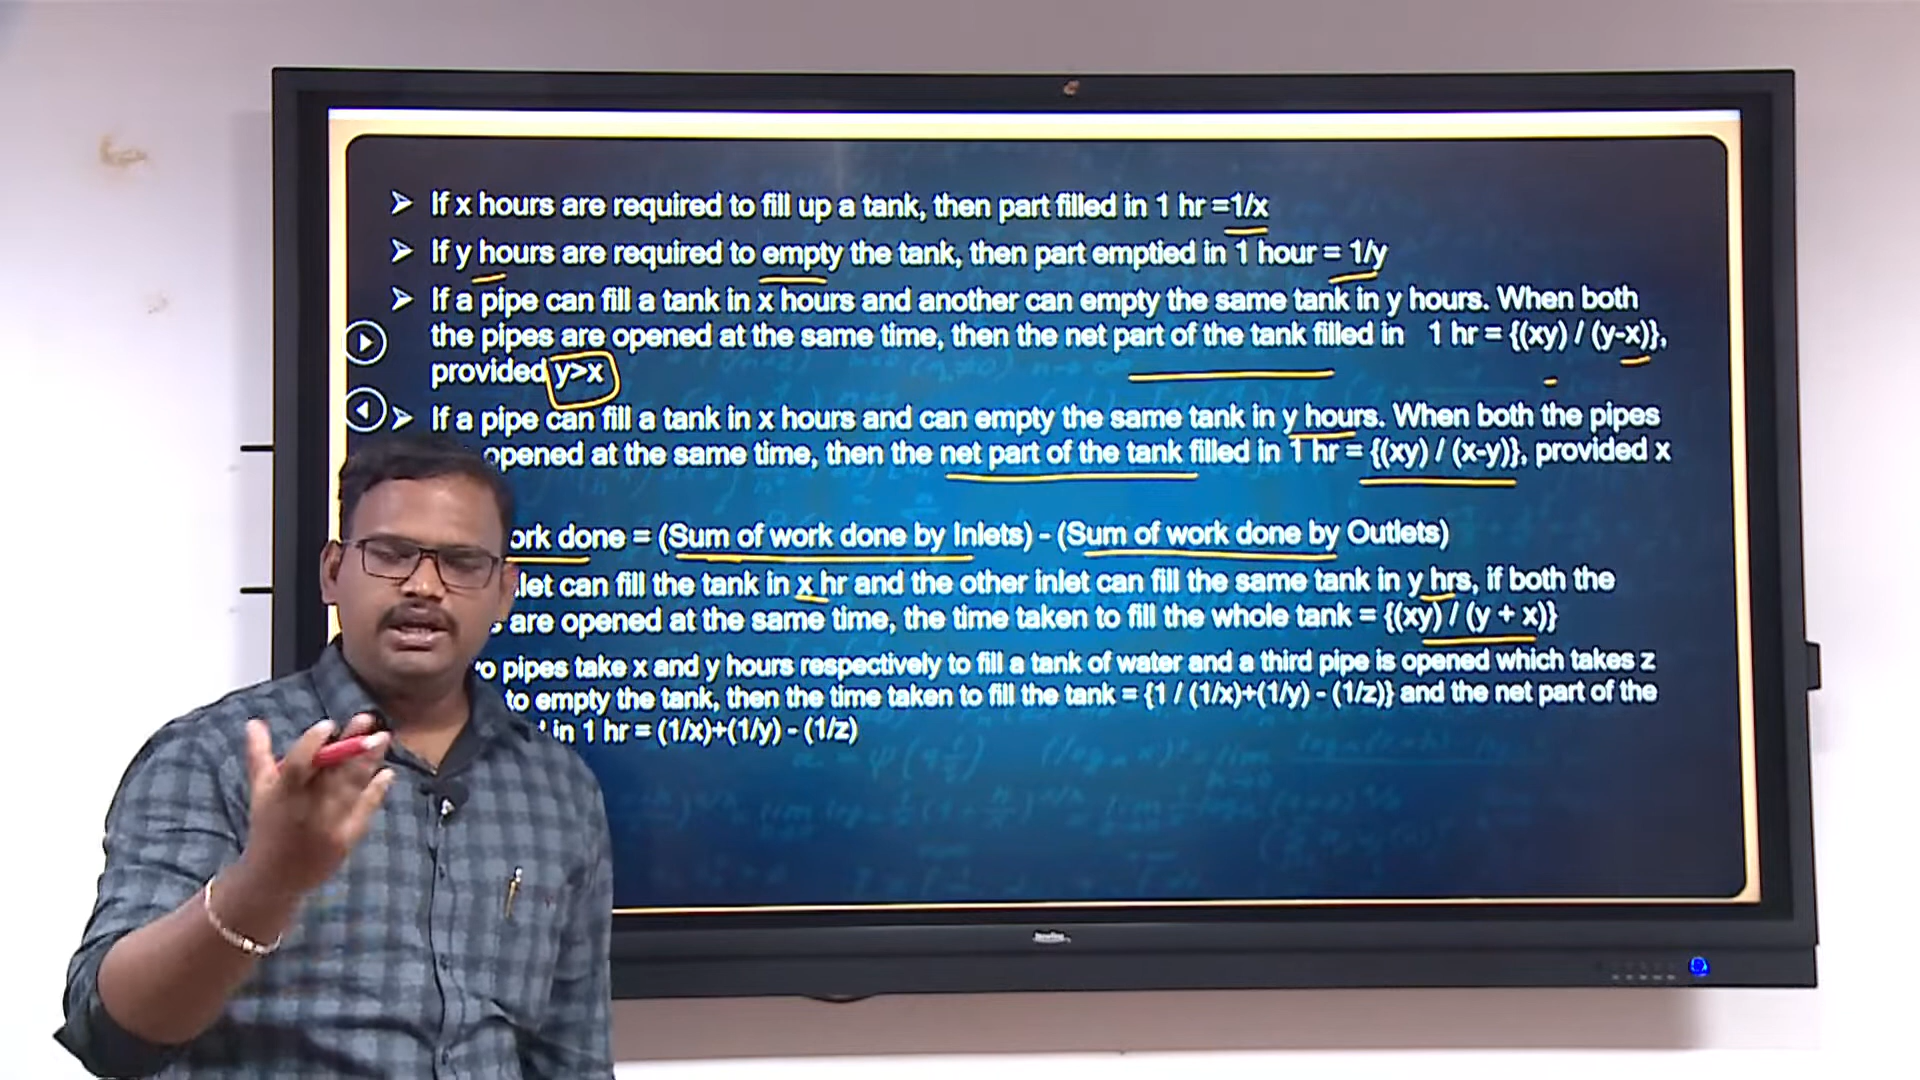 ➤ If x hours are required to fill up a tank, then part filled in 1 hr =1/x
➤ If y hours are required to empty the tank, then part emptied in 1 hour = 1/y
➤ If a pipe can fill a tank in x hours and another can empty the same tank in y hours. When both
the pipes are opened at the same time, then the net part of the tank filled in 1 hr = {(xy) / (y-x)},
provided y>x
➤ If a pipe can fill a tank in x hours and can empty the same tank in y hours. When both the pipes
opened at the same time, then the net part of the tank filled in 1 hr = {(xy) / (x-y)}, provided x
ork done = (Sum of work done by Inlets) - (Sum of work done by Outlets)
let can fill the tank in x hr and the other inlet can fill the same tank in y hrs, if both the
are opened at the same time, the time taken to fill the whole tank = {(xy) / (y + x)}
o pipes take x and y hours respectively to fill a tank of water and a third pipe is opened which takes z
to empty the tank, then the time taken to fill the tank = {1 / (1/x)+(1/y) - (1/z)} and the net part of the
in 1 hr = (1/x)+(1/y) - (1/z)